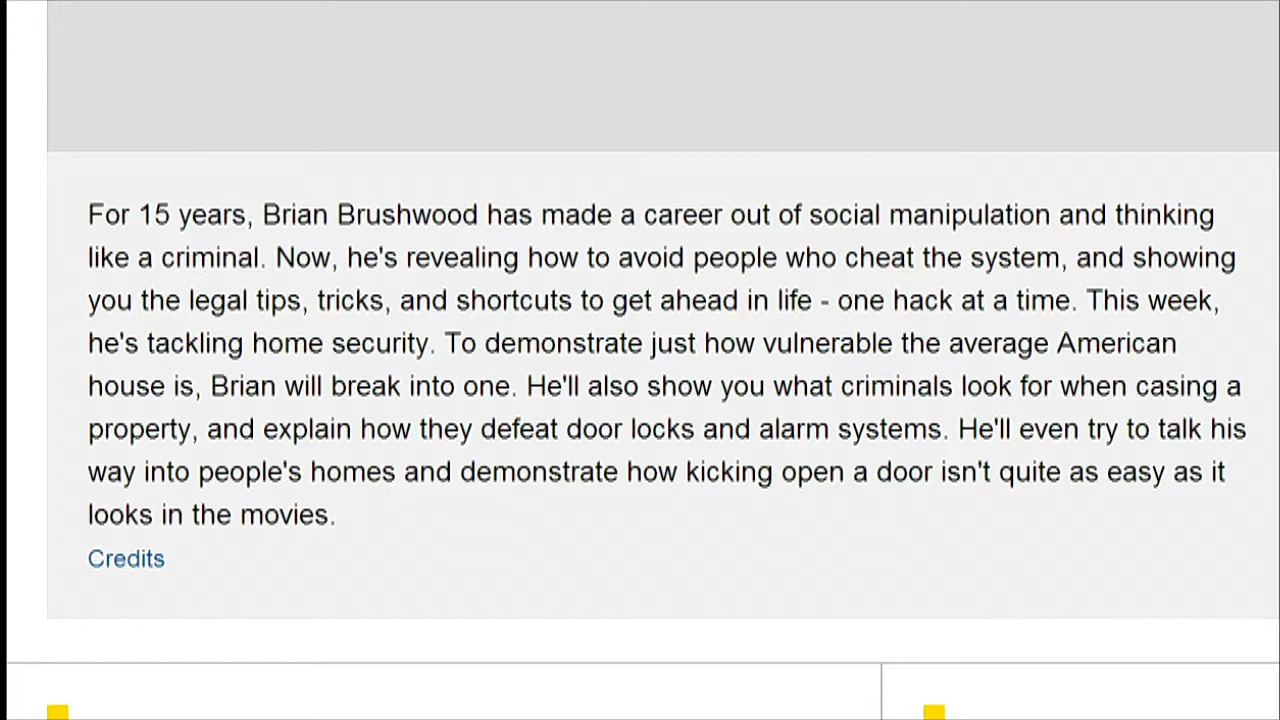 For 15 years, Brian Brushwood has made a career out of social manipulation and thinking
like a criminal. Now, he's revealing how to avoid people who cheat the system, and showing
you the legal tips, tricks, and shortcuts to get ahead in life - one hack at a time. This week,
he's tackling home security. To demonstrate just how vulnerable the average American
house is, Brian will break into one. He'll also show you what criminals look for when casing a
property, and explain how they defeat door locks and alarm systems. He'll even try to talk his
way into people's homes and demonstrate how kicking open a door isn't quite as easy as it
looks in the movies.
Credits